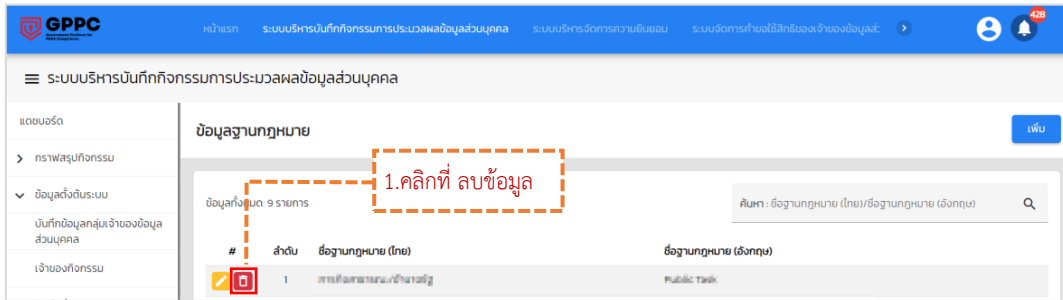 GPPC
Government Platform for
PDPA Compliance
หน้าแรก ระบบบริหารบันทึกกิจกรรมการประมวลผลข้อมูลส่วนบุคคล ระบบบริหารจัดการความยินยอม ระบบจัดการคำขอใช้สิทธิของเจ้าของข้อมูลส่ว 428
ระบบบริหารบันทึกกิจกรรมการประมวลผลข้อมูลส่วนบุคคล
แดชบอร์ด
กราฟสรุปกิจกรรม
ข้อมูลตั้งต้นระบบ
บันทึกข้อมูลกลุ่มเจ้าของข้อมูล
ส่วนบุคคล
เจ้าของกิจกรรม
ข้อมูลฐานกฎหมาย เพิ่ม
1.คลิกที่ ลบข้อมูล
ข้อมูลทั้งหมด: 9 รายการ ค้นหา : ชื่อฐานกฎหมาย (ไทย)/ชื่อฐานกฎหมาย (อังกฤษ)
# ลำดับ ชื่อฐานกฎหมาย (ไทย) ชื่อฐานกฎหมาย (อังกฤษ)
1 Public Task